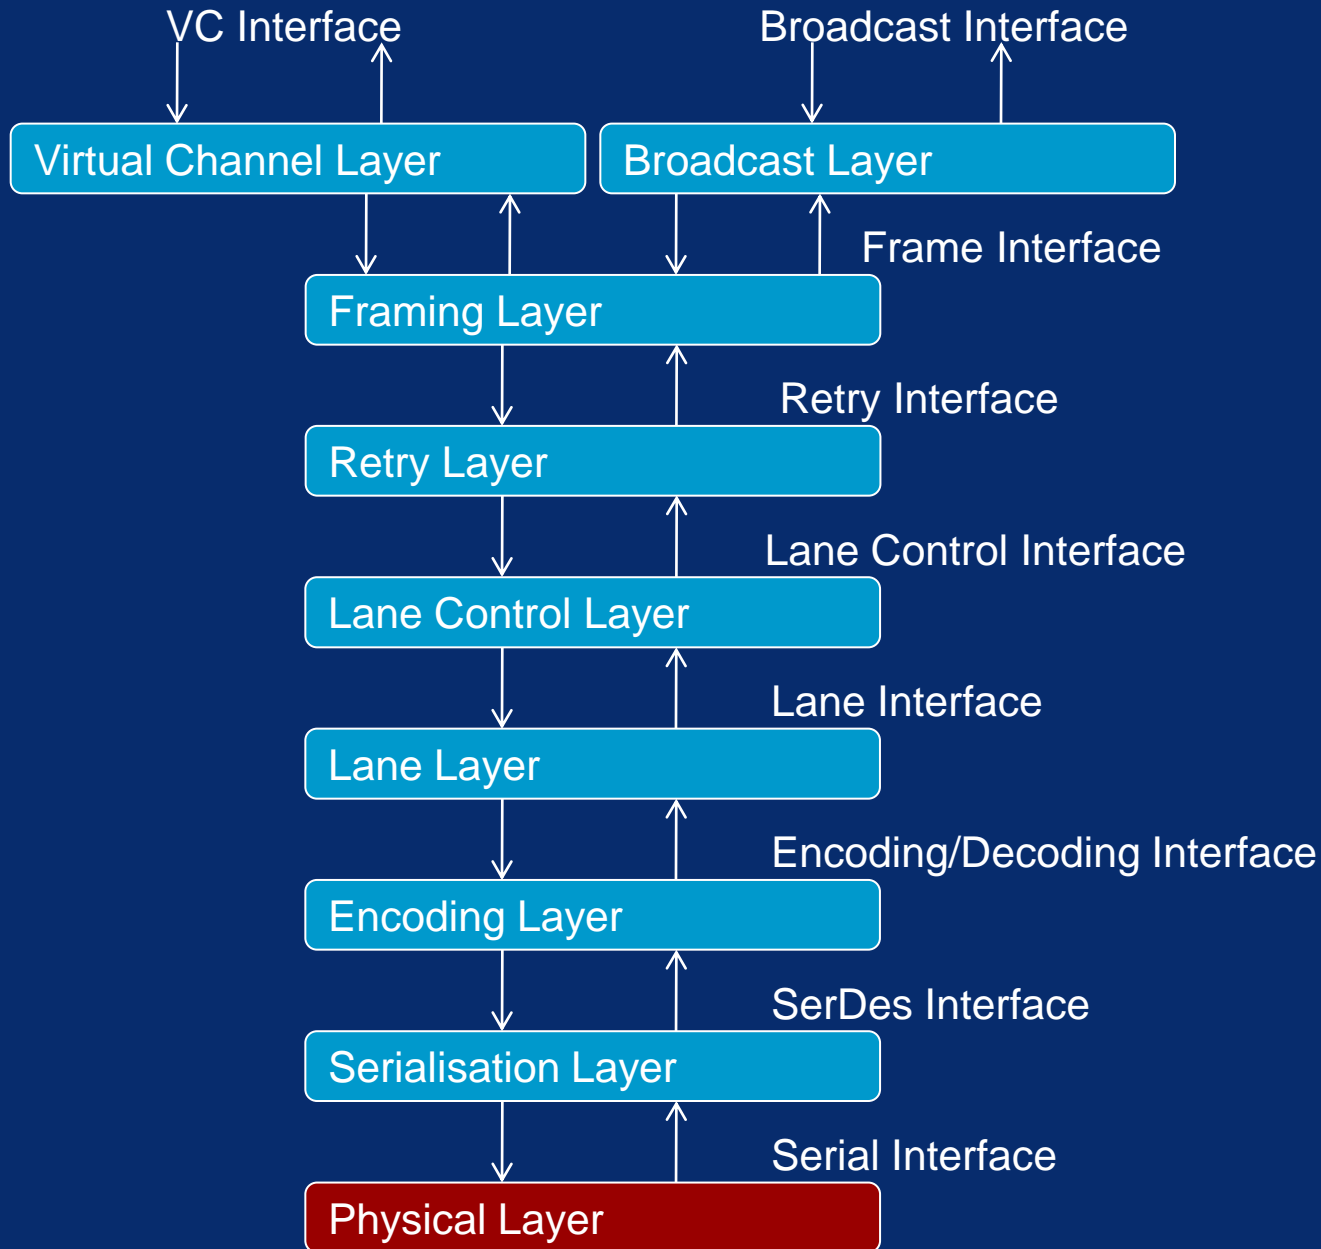 VC Interface
Broadcast Interface
Virtual Channel Layer
Broadcast Layer
Frame Interface
Framing Layer
Retry Interface
Retry Layer
Lane Control Interface
Lane Control Layer
Lane Interface
Lane Layer
Encoding/Decoding Interface
Encoding Layer
SerDes Interface
Serialisation Layer
Serial Interface
Physical Layer